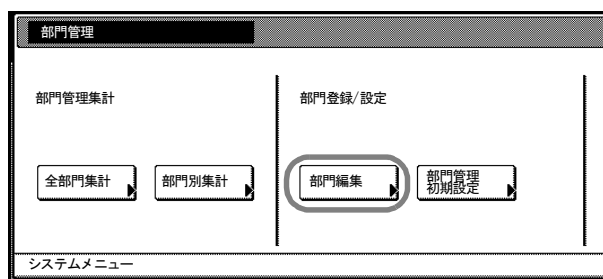 部門管理
部門管理集計
部門登録/設定
全部門集計
部門別集計
部門編集
部門管理
初期設定
システムメニュー